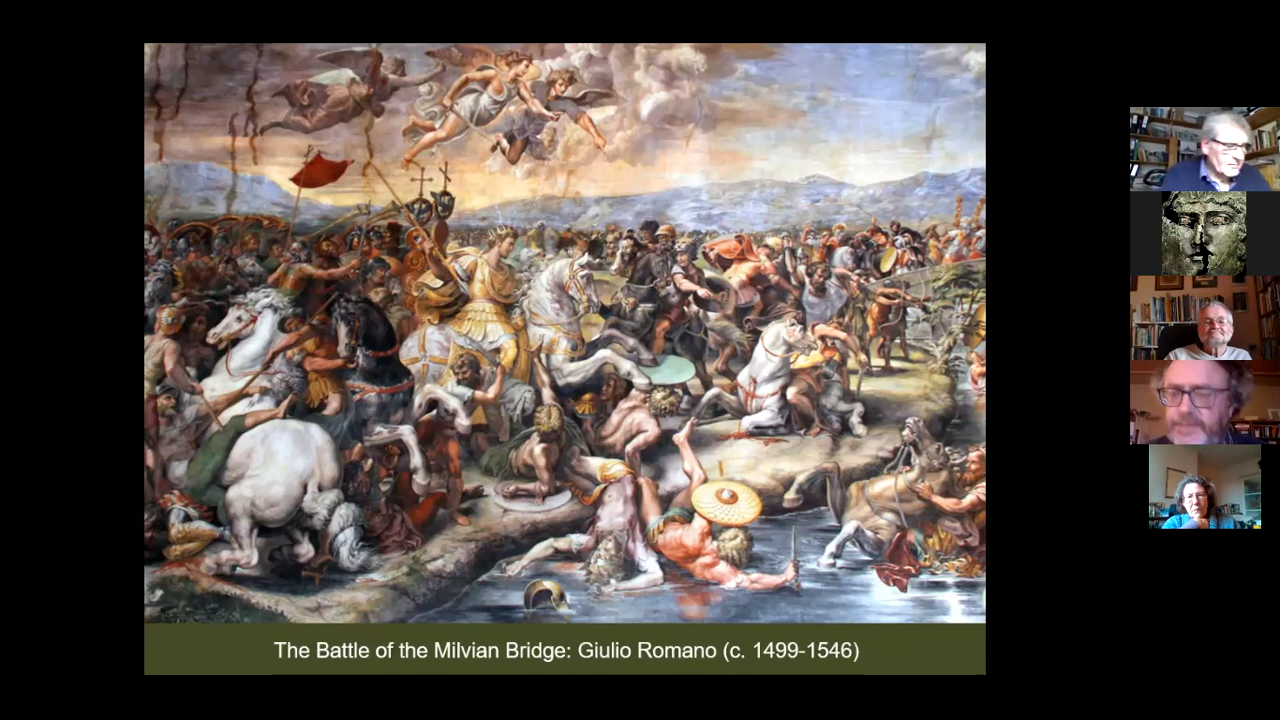 The Battle of the Milvian Bridge: Giulio Romano (c. 1499-1546)